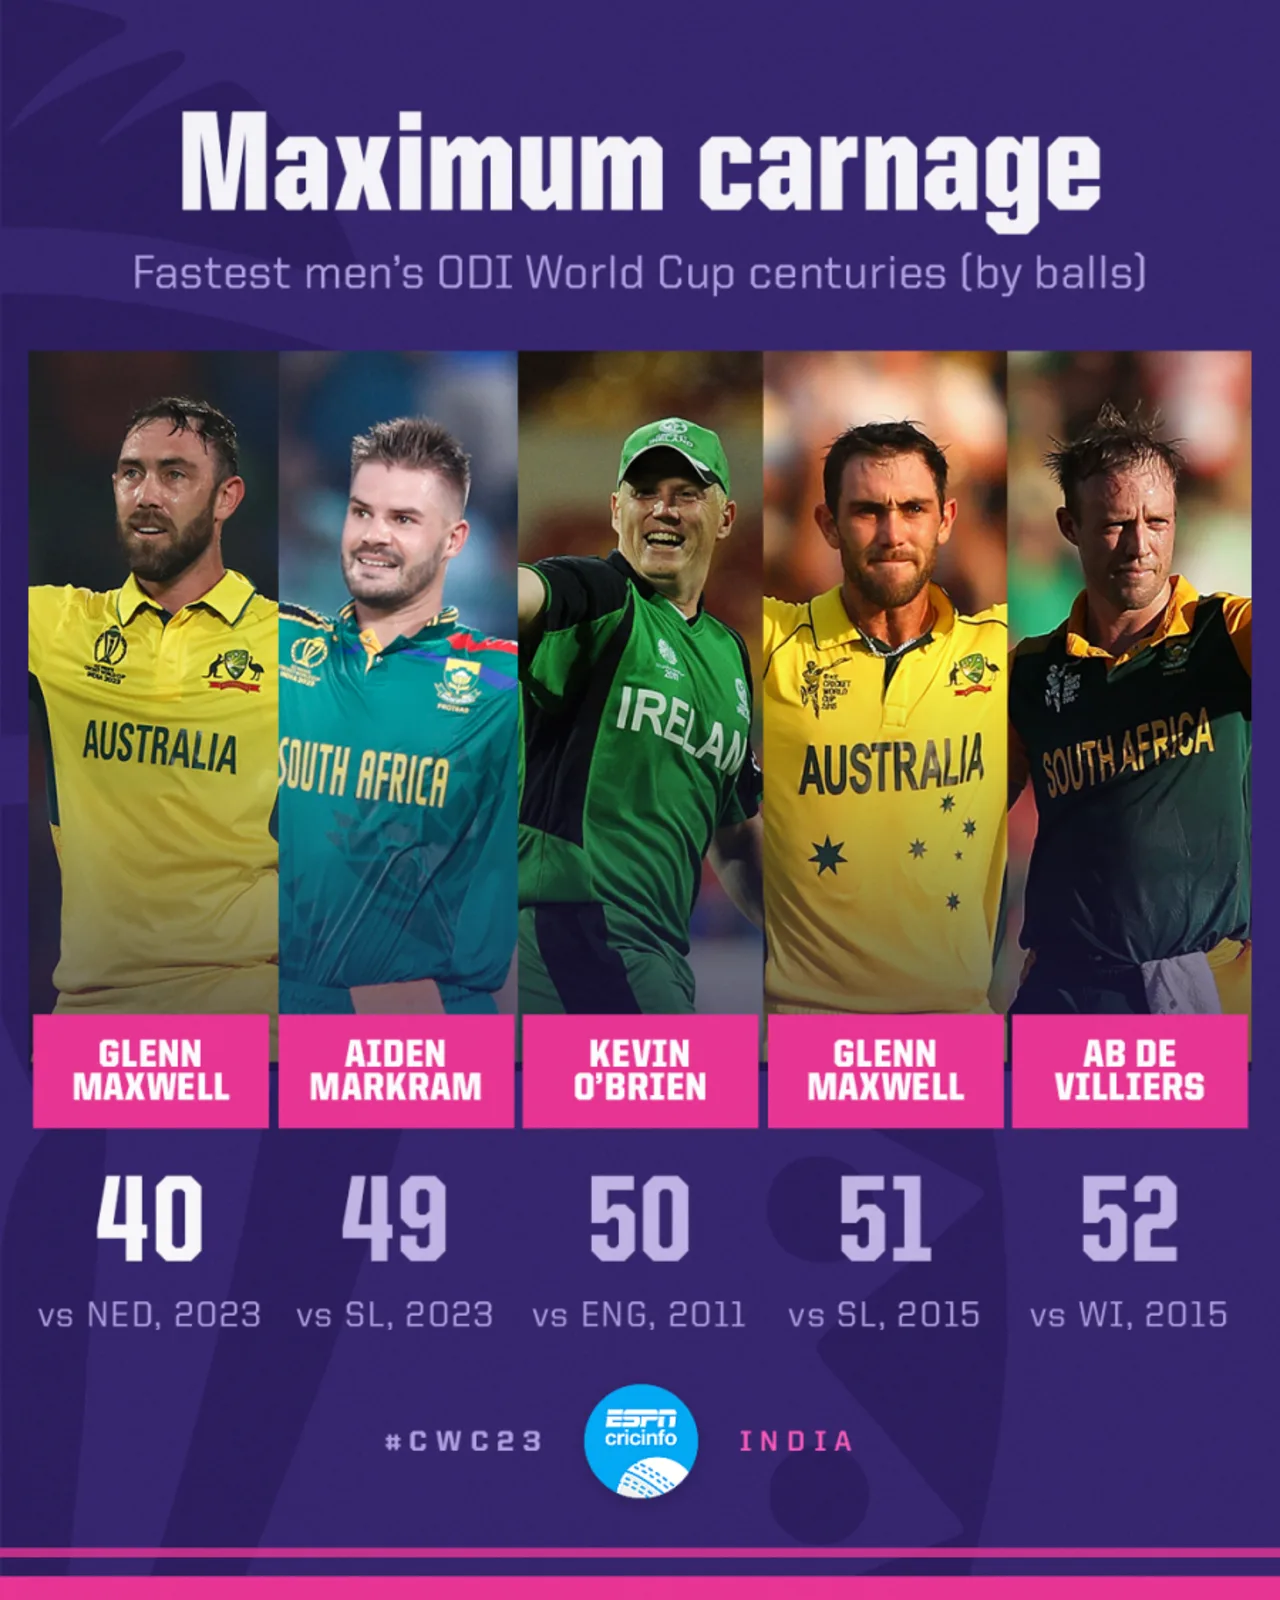 Maximum carnage
Fastest men's ODI World Cup centuries (by balls)
AUSTRALIA
SOUTH AFRICA
IRELAN
AUSTRALIA
SOUTH AFRICA
GLENN
MAXWELL
AIDEN
MARKRAM
KEVIN
O'BRIEN
GLENN
MAXWELL
AB DE
VILLIERS
40
49
50
51
52
vs NED, 2023
vs SL, 2023
vs ENG, 2011
vs SL, 2015
vs WI, 2015
#CWC23
ESPN
cricinfo
INDIA